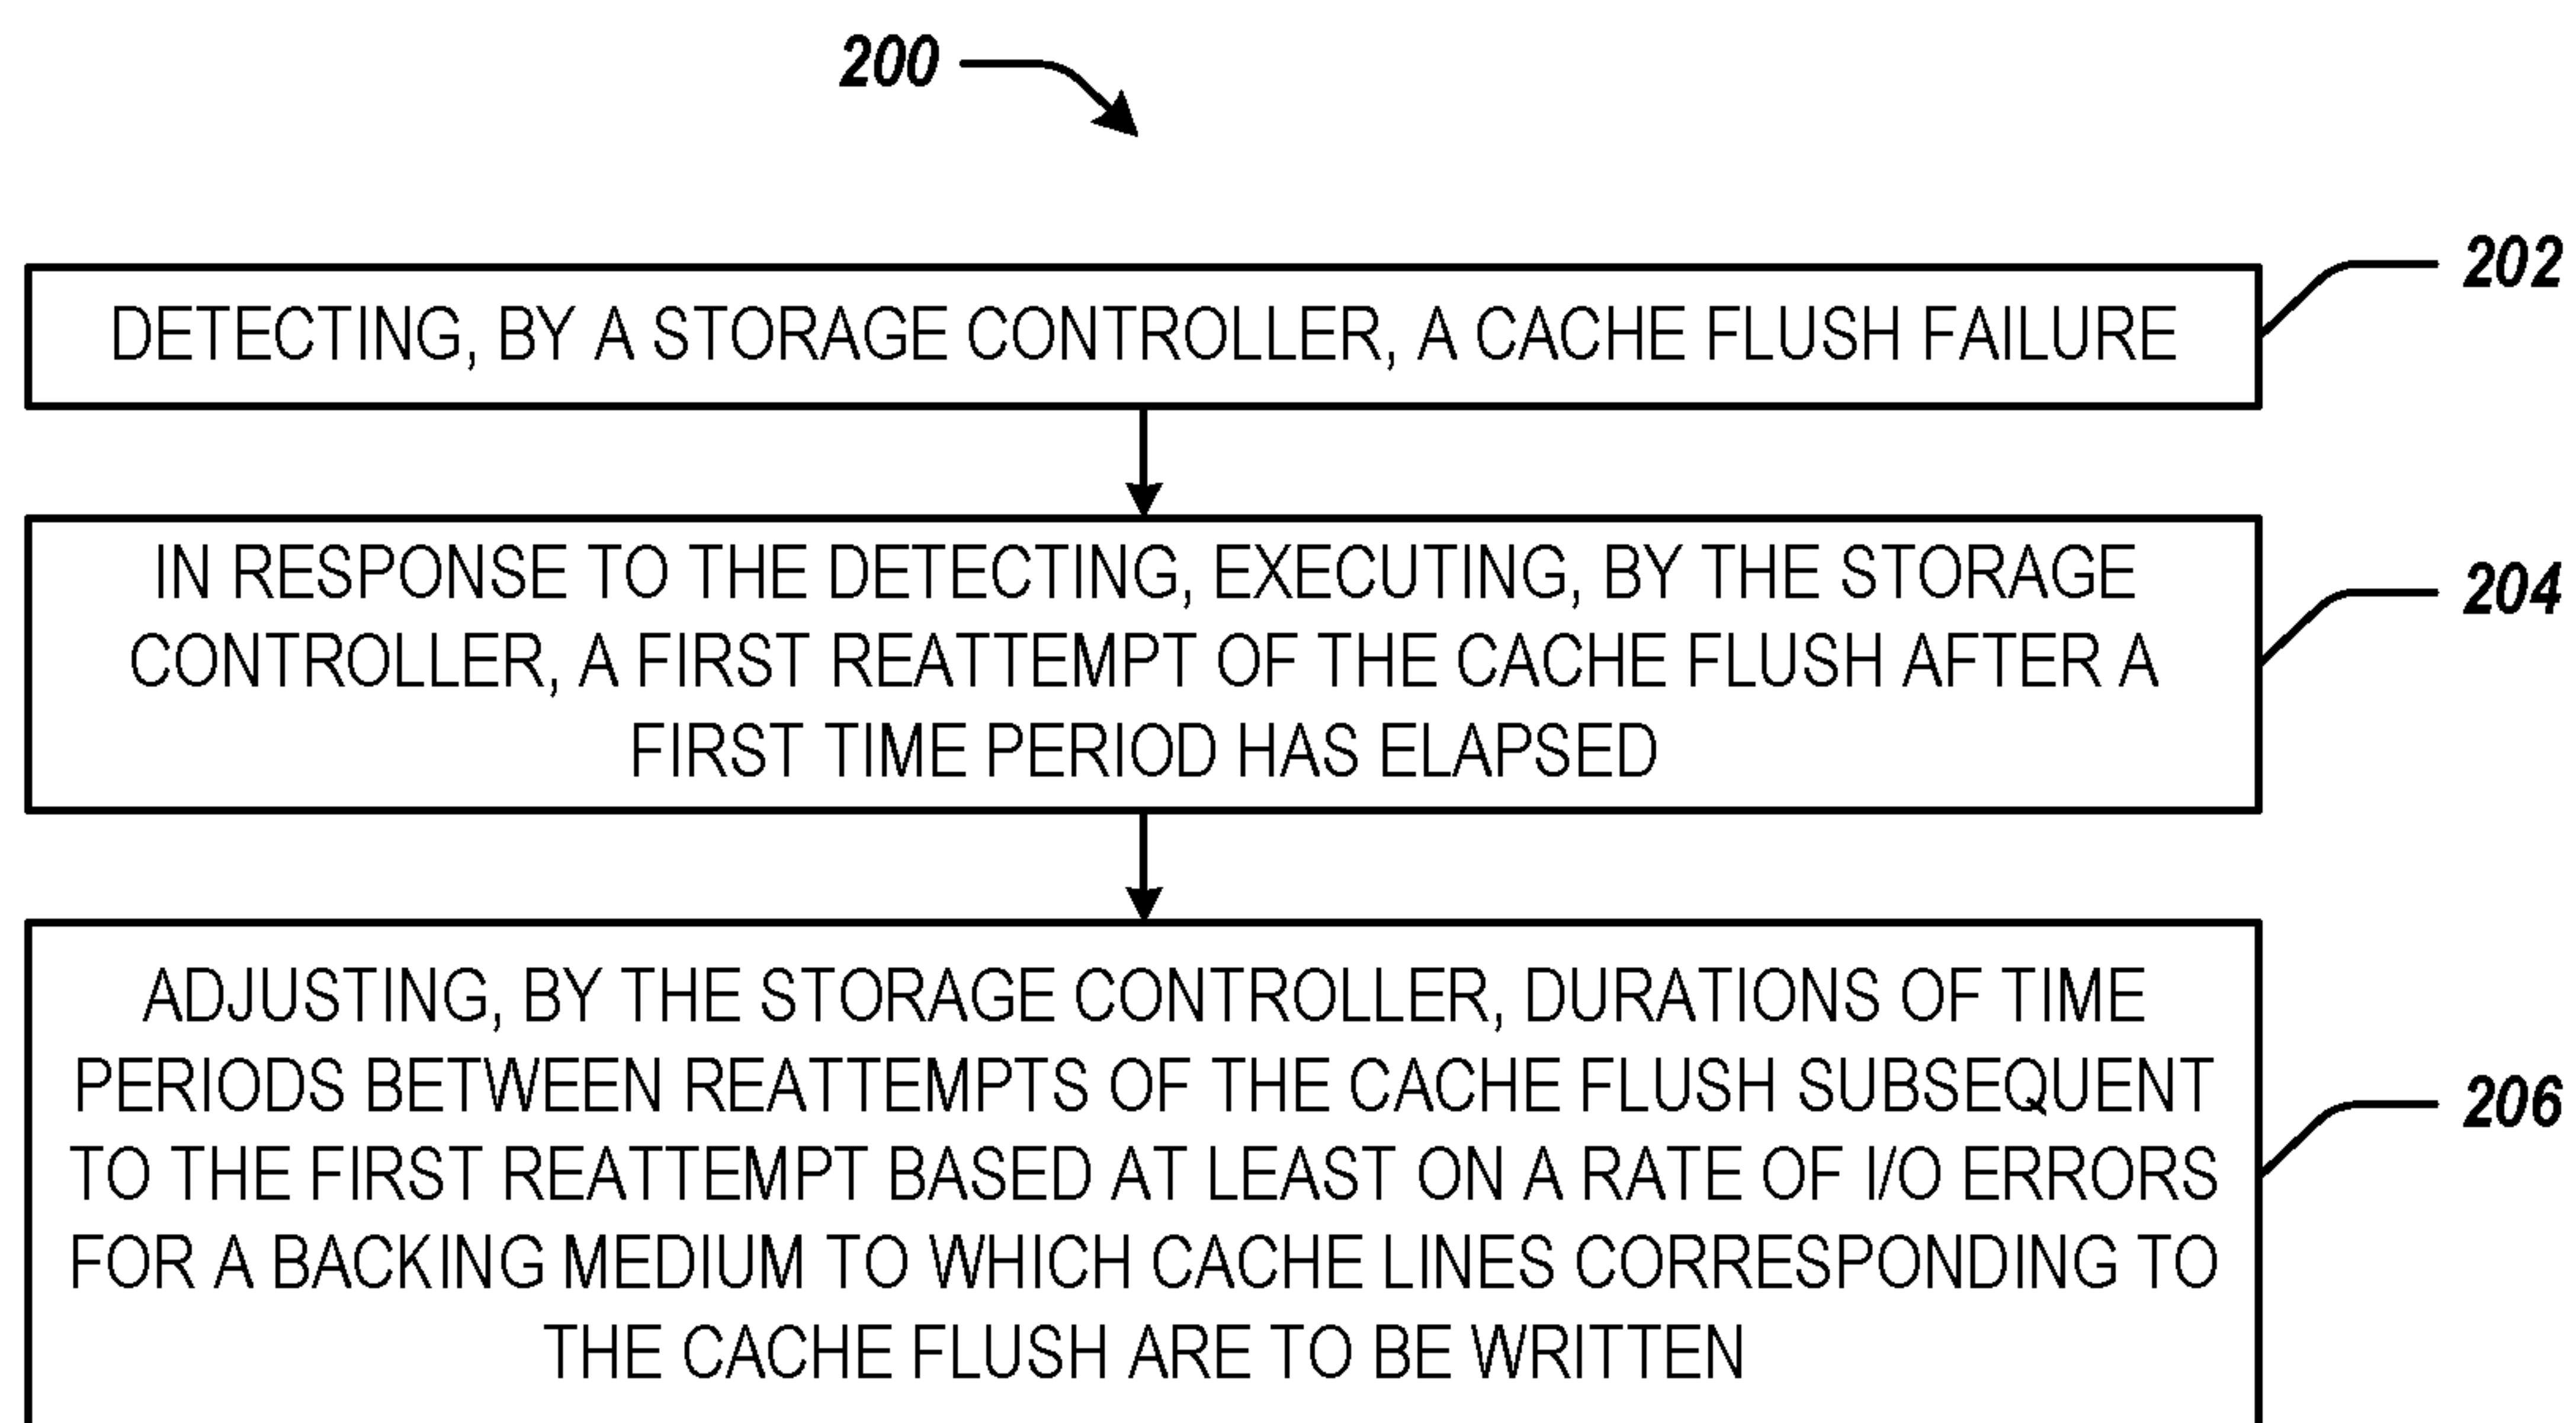 200
DETECTING, BY A STORAGE CONTROLLER, A CACHE FLUSH FAILURE
202
IN RESPONSE TO THE DETECTING, EXECUTING, BY THE STORAGE
CONTROLLER, A FIRST REATTEMPT OF THE CACHE FLUSH AFTER A
FIRST TIME PERIOD HAS ELAPSED
204
ADJUSTING, BY THE STORAGE CONTROLLER, DURATIONS OF TIME
PERIODS BETWEEN REATTEMPTS OF THE CACHE FLUSH SUBSEQUENT
TO THE FIRST REATTEMPT BASED AT LEAST ON A RATE OF I/O ERRORS
FOR A BACKING MEDIUM TO WHICH CACHE LINES CORRESPONDING TO
THE CACHE FLUSH ARE TO BE WRITTEN
206